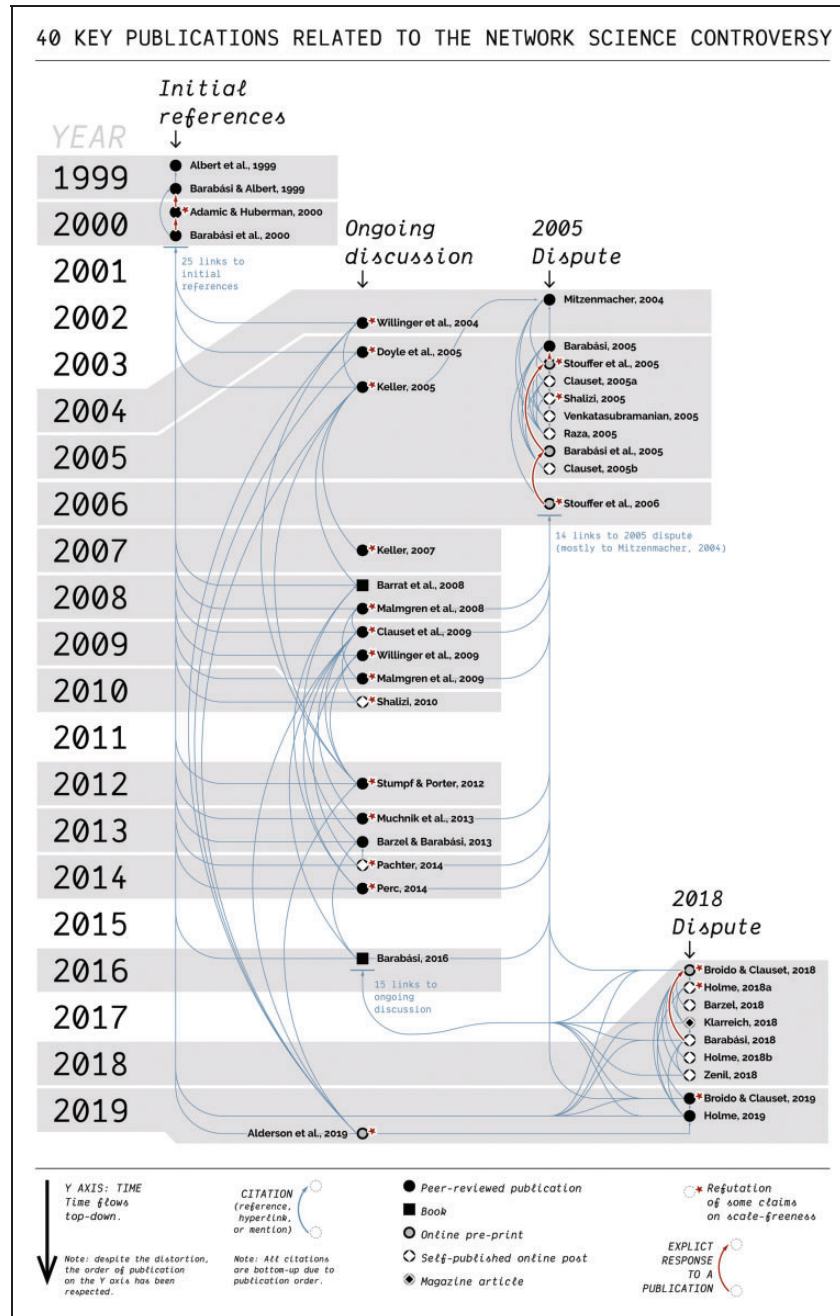 40 KEY PUBLICATIONS RELATED TO THE NETWORK SCIENCE CONTROVERSY
Initial
references
YEAR
1999
2000
2001
2002
2003
2004
2005
2006
2007
2008
2009
2010
2011
2012
2013
2014
2015
2016
2017
2018
2019
Albert et al., 1999
Barabási & Albert, 1999
Adamic & Huberman, 2000
Barabási et al., 2000
25 links to
initial
references
Ongoing
discussion
Willinger et al., 2004
Doyle et al., 2005
Keller, 2005
Keller, 2007
Barrat et al., 2008
Malmgren et al., 2008
Clauset et al., 2009
Willinger et al., 2009
Malmgren et al., 2009
Shalizi, 2010
Stumpf & Porter, 2012
Muchnik et al., 2013
Barzel & Barabási, 2013
Pachter, 2014
Perc, 2014
Barabási, 2016
15 links to
ongoing
discussion
Alderson et al., 2019
2005
Dispute
Mitzenmacher, 2004
Barabási, 2005
Stouffer et al., 2005
Clauset, 2005a
Shalizi, 2005
Venkatasubramanian, 2005
Raza, 2005
Barabási et al., 2005
Clauset, 2005b
Stouffer et al., 2006
14 links to 2005 dispute
(mostly to Mitzenmacher, 2004)
2018
Dispute
Broido & Clauset, 2018
Holme, 2018a
Barzel, 2018
Klarreich, 2018
Barabási, 2018
Holme, 2018b
Zenil, 2018
Broido & Clauset, 2019
Holme, 2019
Y AXIS: TIME
Time flows
top-down.
Note: despite the distortion,
the order of publication
on the Y axis has been
respected.
CITATION
(reference,
hyperlink,
or mention)
Note: All citations
are bottom-up due to
publication order.
Peer-reviewed publication
Book
Online pre-print
Self-published online post
Magazine article
Refutation
of some claims
on scale-freeness
EXPLICT
RESPONSE
TO A
PUBLICATION